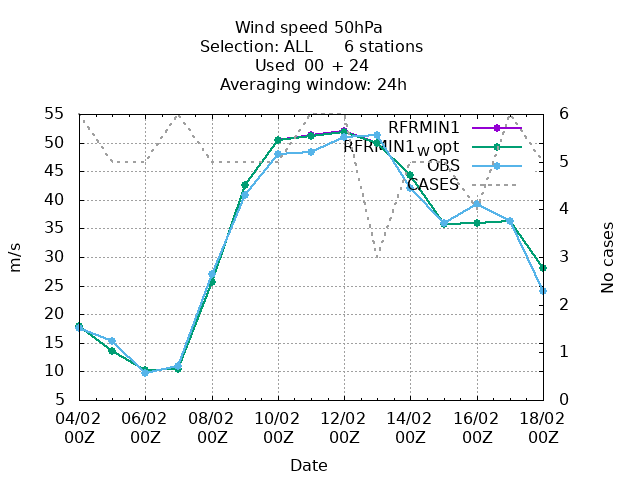 Wind speed 50hPa
Selection: ALL 6 stations
Used 00 + 24
Averaging window: 24h
RFRMIN1
RFRMIN1w opt
OBS
CASES
55
50
45
40
35
30
25
20
15
10
5
m/s
6
5
4
3
2
1
0
No cases
04/02 06/02 08/02 10/02 12/02 14/02 16/02 18/02
00Z 00Z 00Z 00Z 00Z 00Z 00Z 00Z
Date